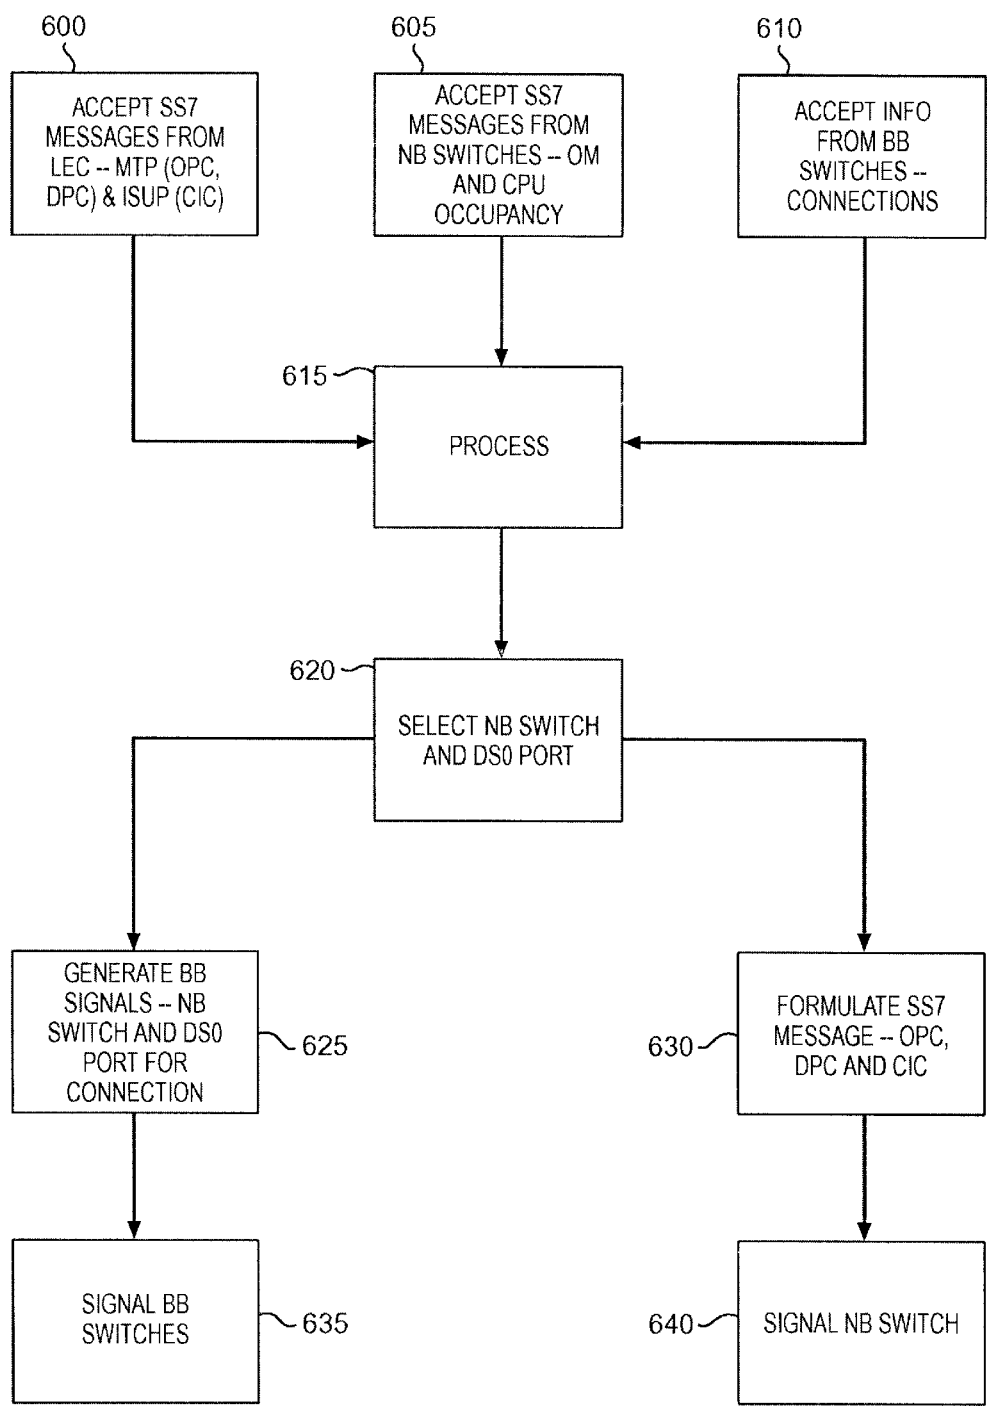 600
605
610
ACCEPT SS7
MESSAGES FROM
LEC -- MTP (OPC,
DPC) & ISUP (CIC)
ACCEPT SS7
MESSAGES FROM
NB SWITCHES -- OM
AND CPU
OCCUPANCY
ACCEPT INFO
FROM BB
SWITCHES --
CONNECTIONS
615
PROCESS
620
SELECT NB SWITCH
AND DS0 PORT
GENERATE BB
SIGNALS -- NB
SWITCH AND DS0
PORT FOR
CONNECTION
625
630
FORMULATE SS7
MESSAGE -- OPC,
DPC AND CIC
SIGNAL BB
SWITCHES
635
640
SIGNAL NB SWITCH